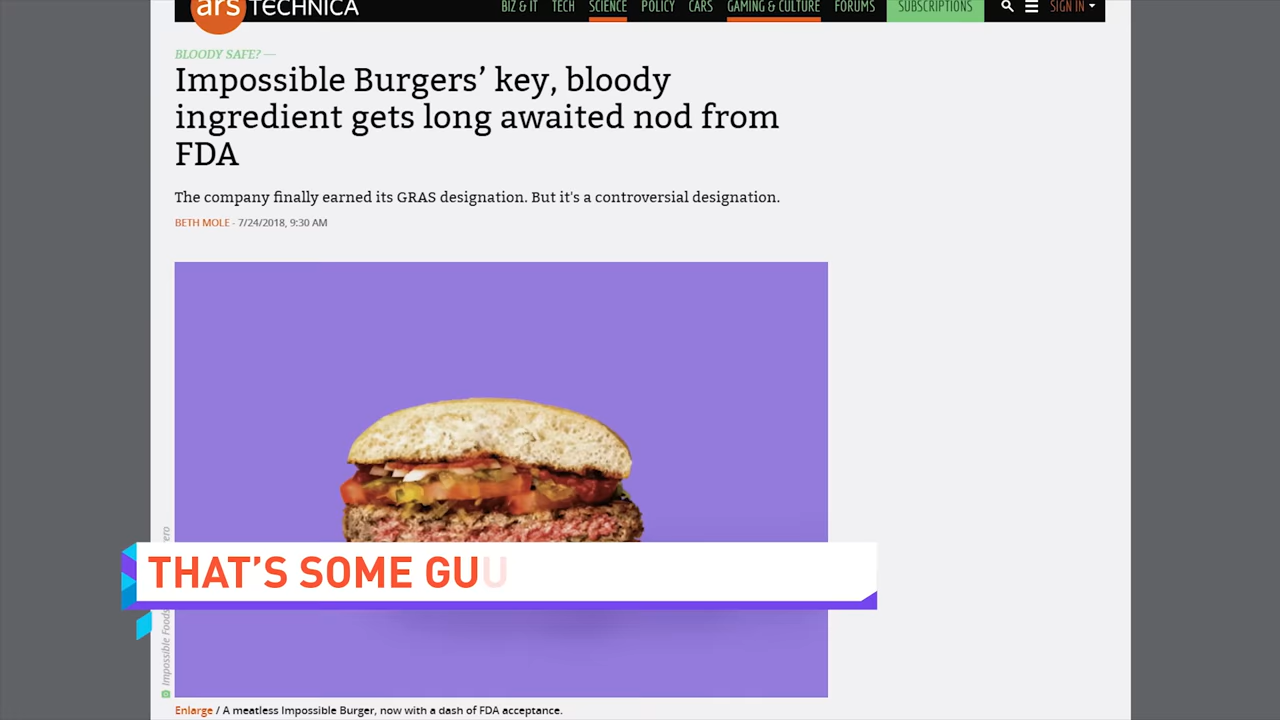 ars TECHNICA
BIZ & IT TECH SCIENCE POLICY CARS GAMING & CULTURE FORUMS SUBSCRIPTIONS SIGN IN
BLOODY SAFE? —
Impossible Burgers’ key, bloody
ingredient gets long awaited nod from
FDA
The company finally earned its GRAS designation. But it's a controversial designation.
BETH MOLE - 7/24/2018, 9:30 AM
THAT’S SOME GUU
Impossible Foods
Enlarge / A meatless Impossible Burger, now with a dash of FDA acceptance.